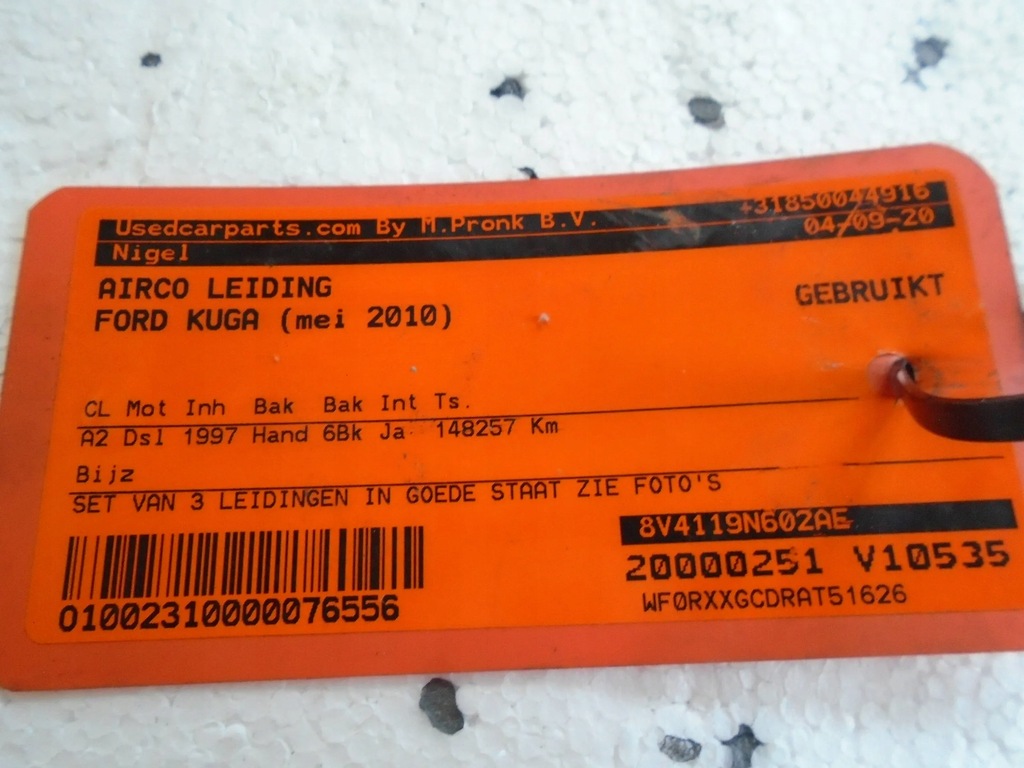 Usedcarparts.com By M.Pronk B.V. +31850044916
Nigel 04/09-20
AIRCO LEIDING GEBRUIKT
FORD KUGA (mei 2010)
CL Mot Inh Bak Bak Int Ts.
A2 Dsl 1997 Hand 6Bk Ja 148257 Km
Bijz
SET VAN 3 LEIDINGEN IN GOEDE STAAT ZIE FOTO'S
8V4119N602AE
20000251 V10535
01002310000076556 WF0RXXGCDRAT51626